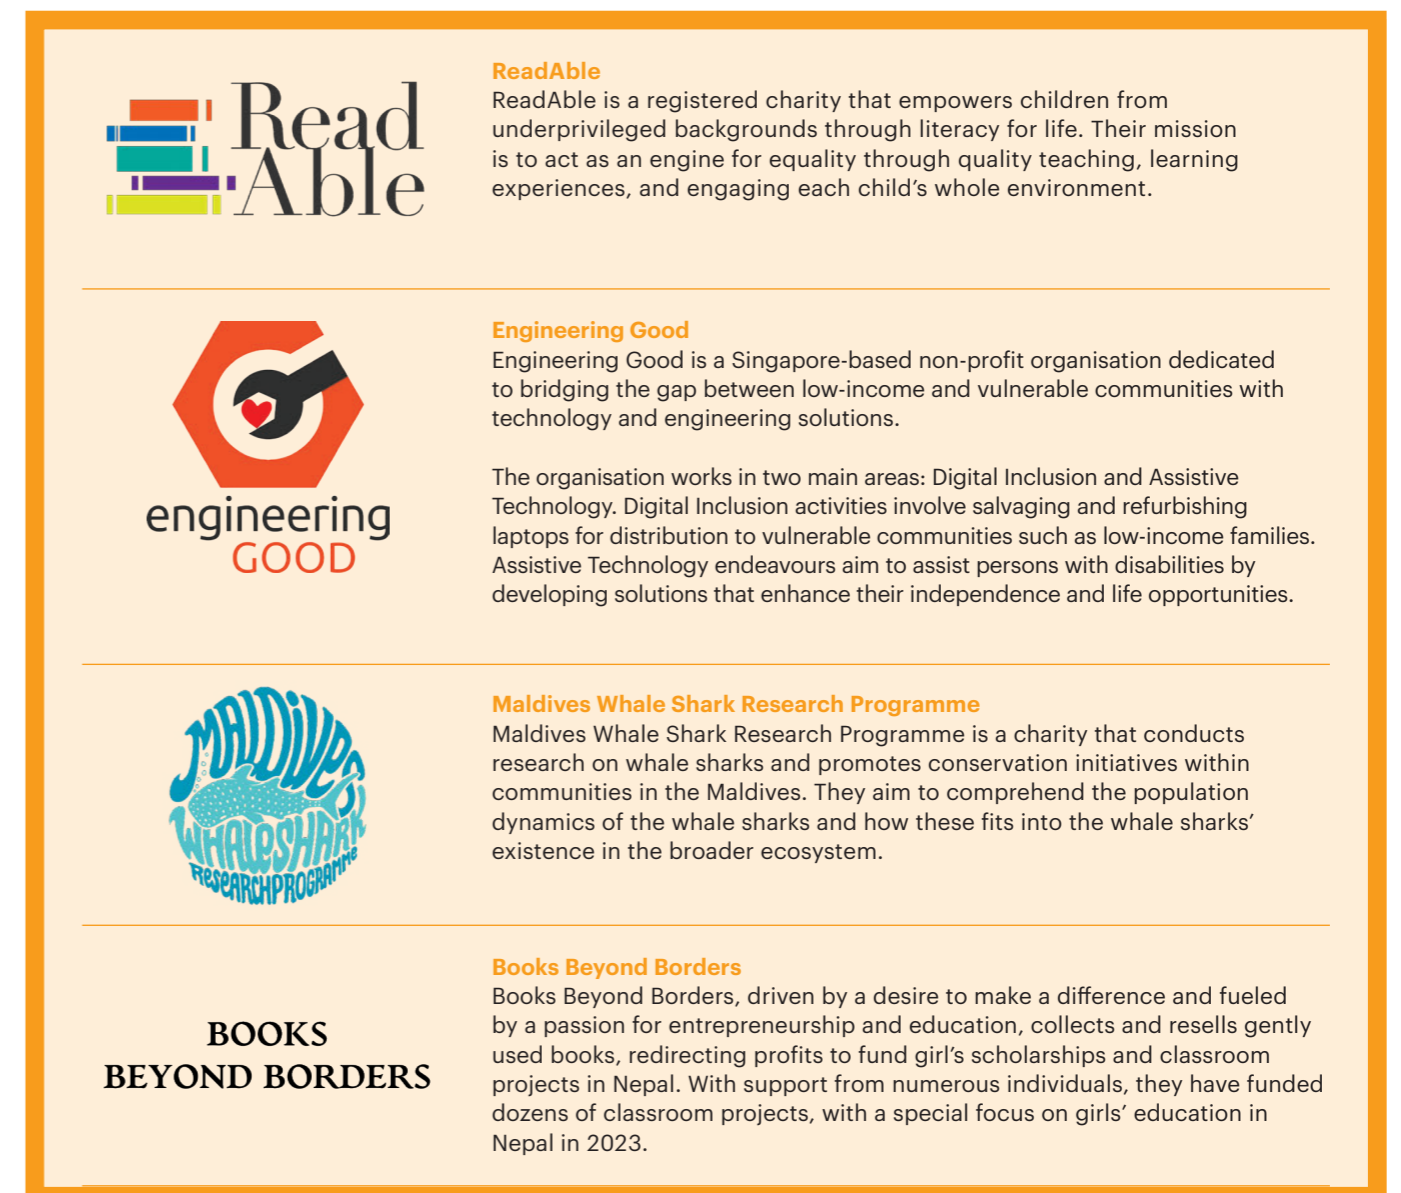 Read
Able
ReadAble
ReadAble is a registered charity that empowers children from
underprivileged backgrounds through literacy for life. Their mission
is to act as an engine for equality through quality teaching, learning
experiences, and engaging each child’s whole environment.
engineering
GOOD
Engineering Good
Engineering Good is a Singapore-based non-profit organisation dedicated
to bridging the gap between low-income and vulnerable communities with
technology and engineering solutions.
The organisation works in two main areas: Digital Inclusion and Assistive
Technology. Digital Inclusion activities involve salvaging and refurbishing
laptops for distribution to vulnerable communities such as low-income families.
Assistive Technology endeavours aim to assist persons with disabilities by
developing solutions that enhance their independence and life opportunities.
MALDIVES
WHALE SHARK
RESEARCH PROGRAMME
Maldives Whale Shark Research Programme
Maldives Whale Shark Research Programme is a charity that conducts
research on whale sharks and promotes conservation initiatives within
communities in the Maldives. They aim to comprehend the population
dynamics of the whale sharks and how these fits into the whale sharks’
existence in the broader ecosystem.
BOOKS
BEYOND BORDERS
Books Beyond Borders
Books Beyond Borders, driven by a desire to make a difference and fueled
by a passion for entrepreneurship and education, collects and resells gently
used books, redirecting profits to fund girl’s scholarships and classroom
projects in Nepal. With support from numerous individuals, they have funded
dozens of classroom projects, with a special focus on girls’ education in
Nepal in 2023.